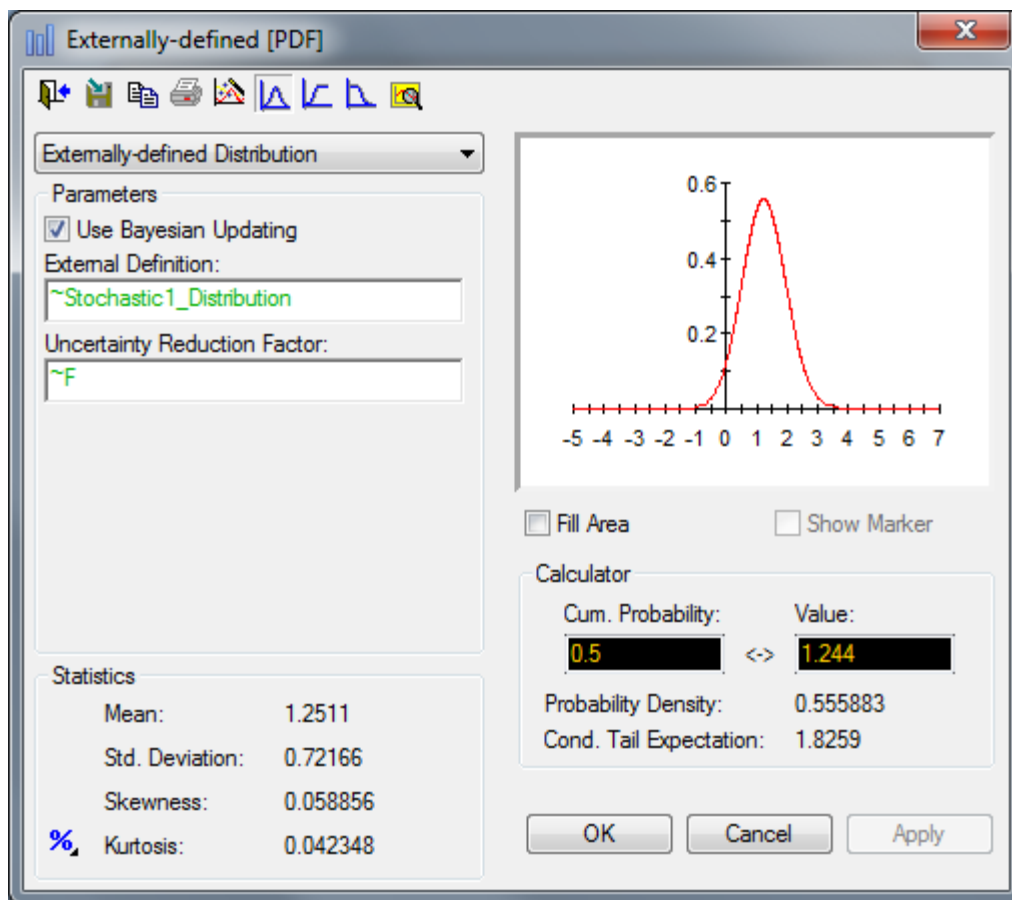 Externally-defined [PDF]
Externally-defined Distribution
Parameters
Use Bayesian Updating
External Definition:
~Stochastic1_Distribution
Uncertainty Reduction Factor:
~F
Statistics
Mean: 1.2511
Std. Deviation: 0.72166
Skewness: 0.058856
%
Kurtosis: 0.042348
0.6
0.4
0.2
-5 -4 -3 -2 -1 0 1 2 3 4 5 6 7
Fill Area Show Marker
Calculator
Cum. Probability: Value:
0.5 <-> 1.244
Probability Density: 0.555883
Cond. Tail Expectation: 1.8259
OK Cancel Apply